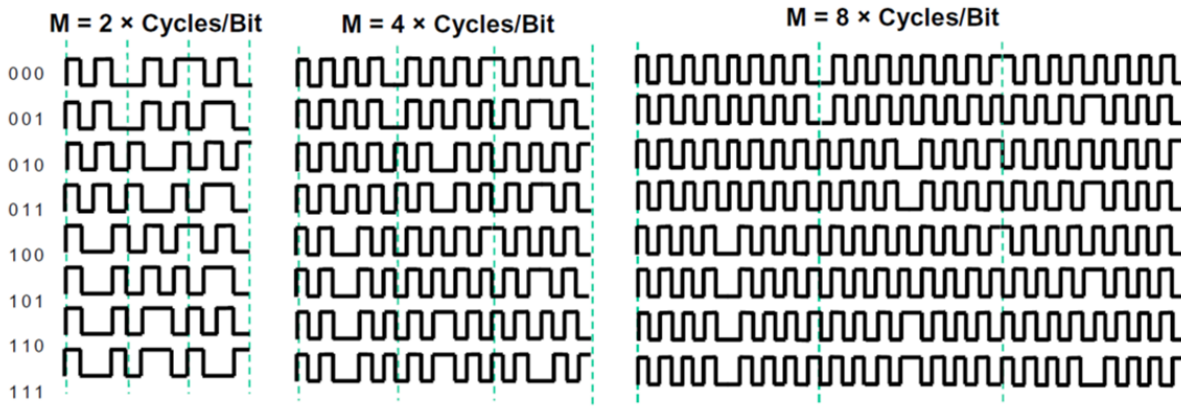 M = 2 × Cycles/Bit
M = 4 × Cycles/Bit
M = 8 × Cycles/Bit
000
001
010
011
100
101
110
111